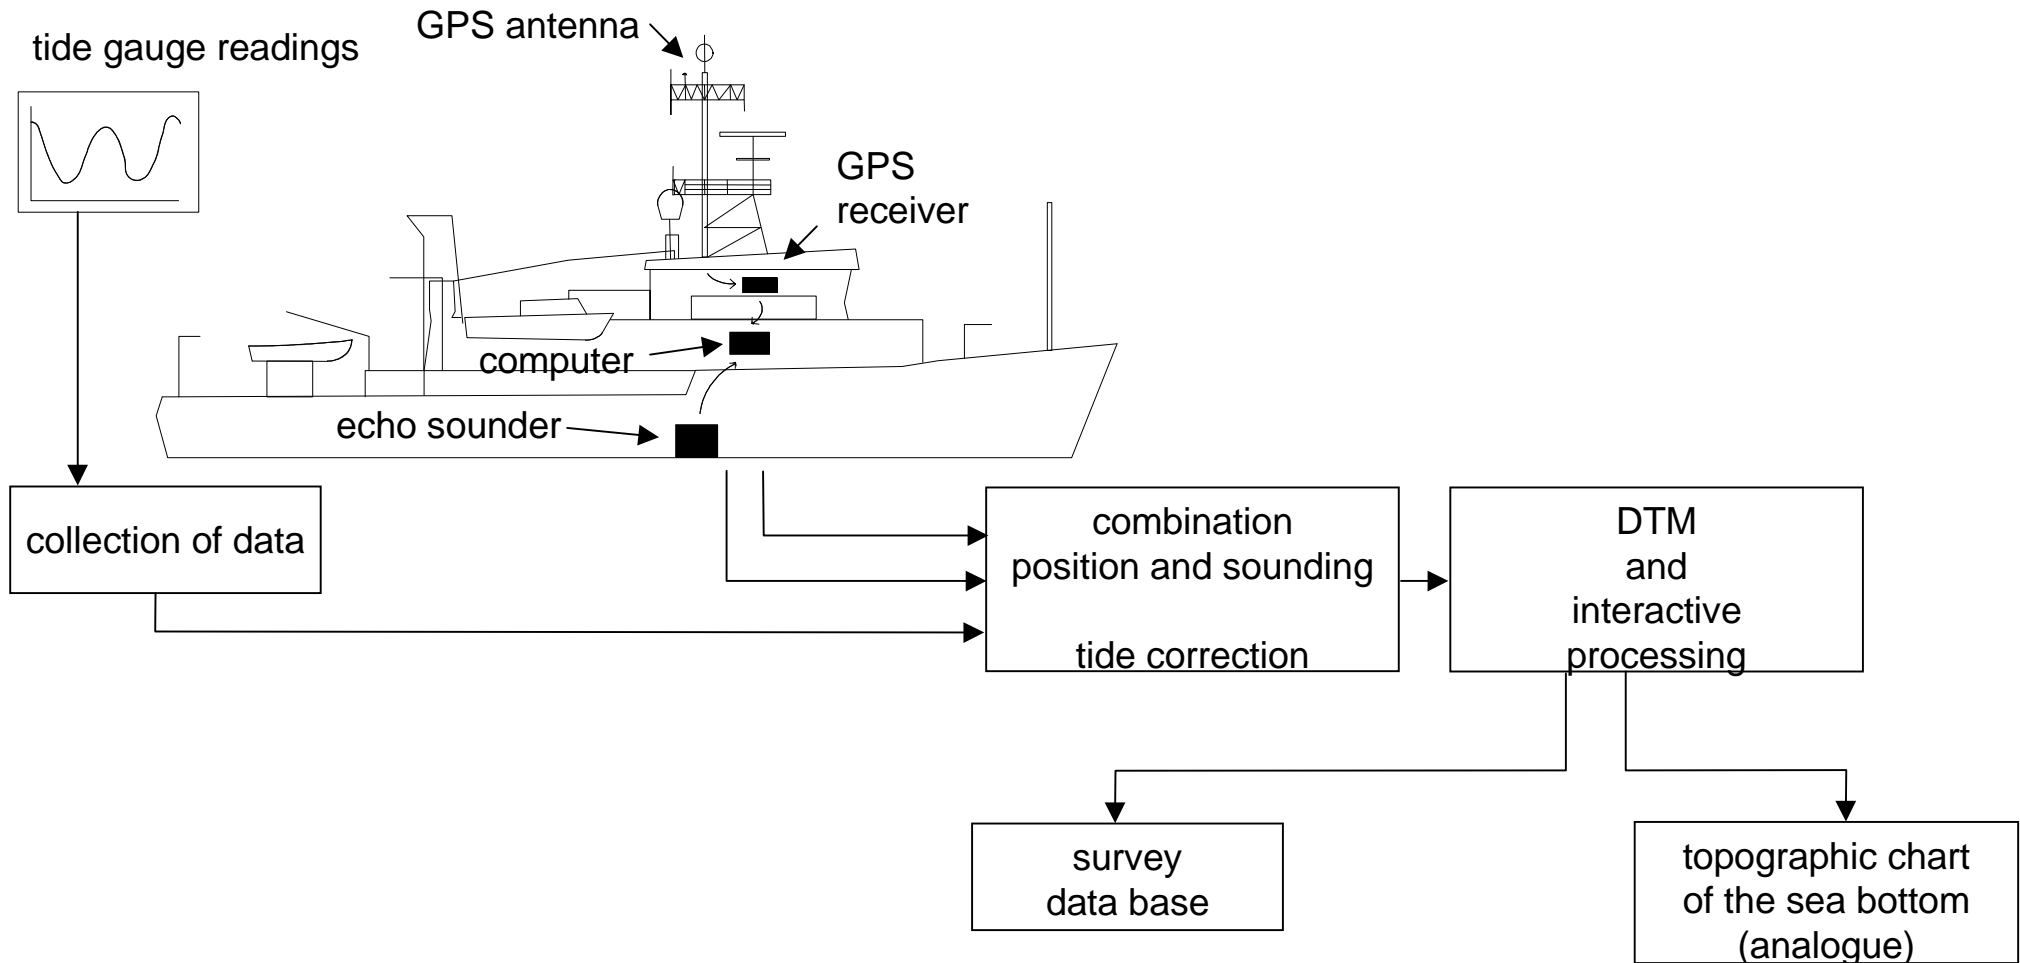 GPS antenna
tide gauge readings
GPS
receiver
computer
echo sounder
collection of data
combination
position and sounding
tide correction
DTM
and
interactive
processing
survey
data base
topographic chart
of the sea bottom
(analogue)